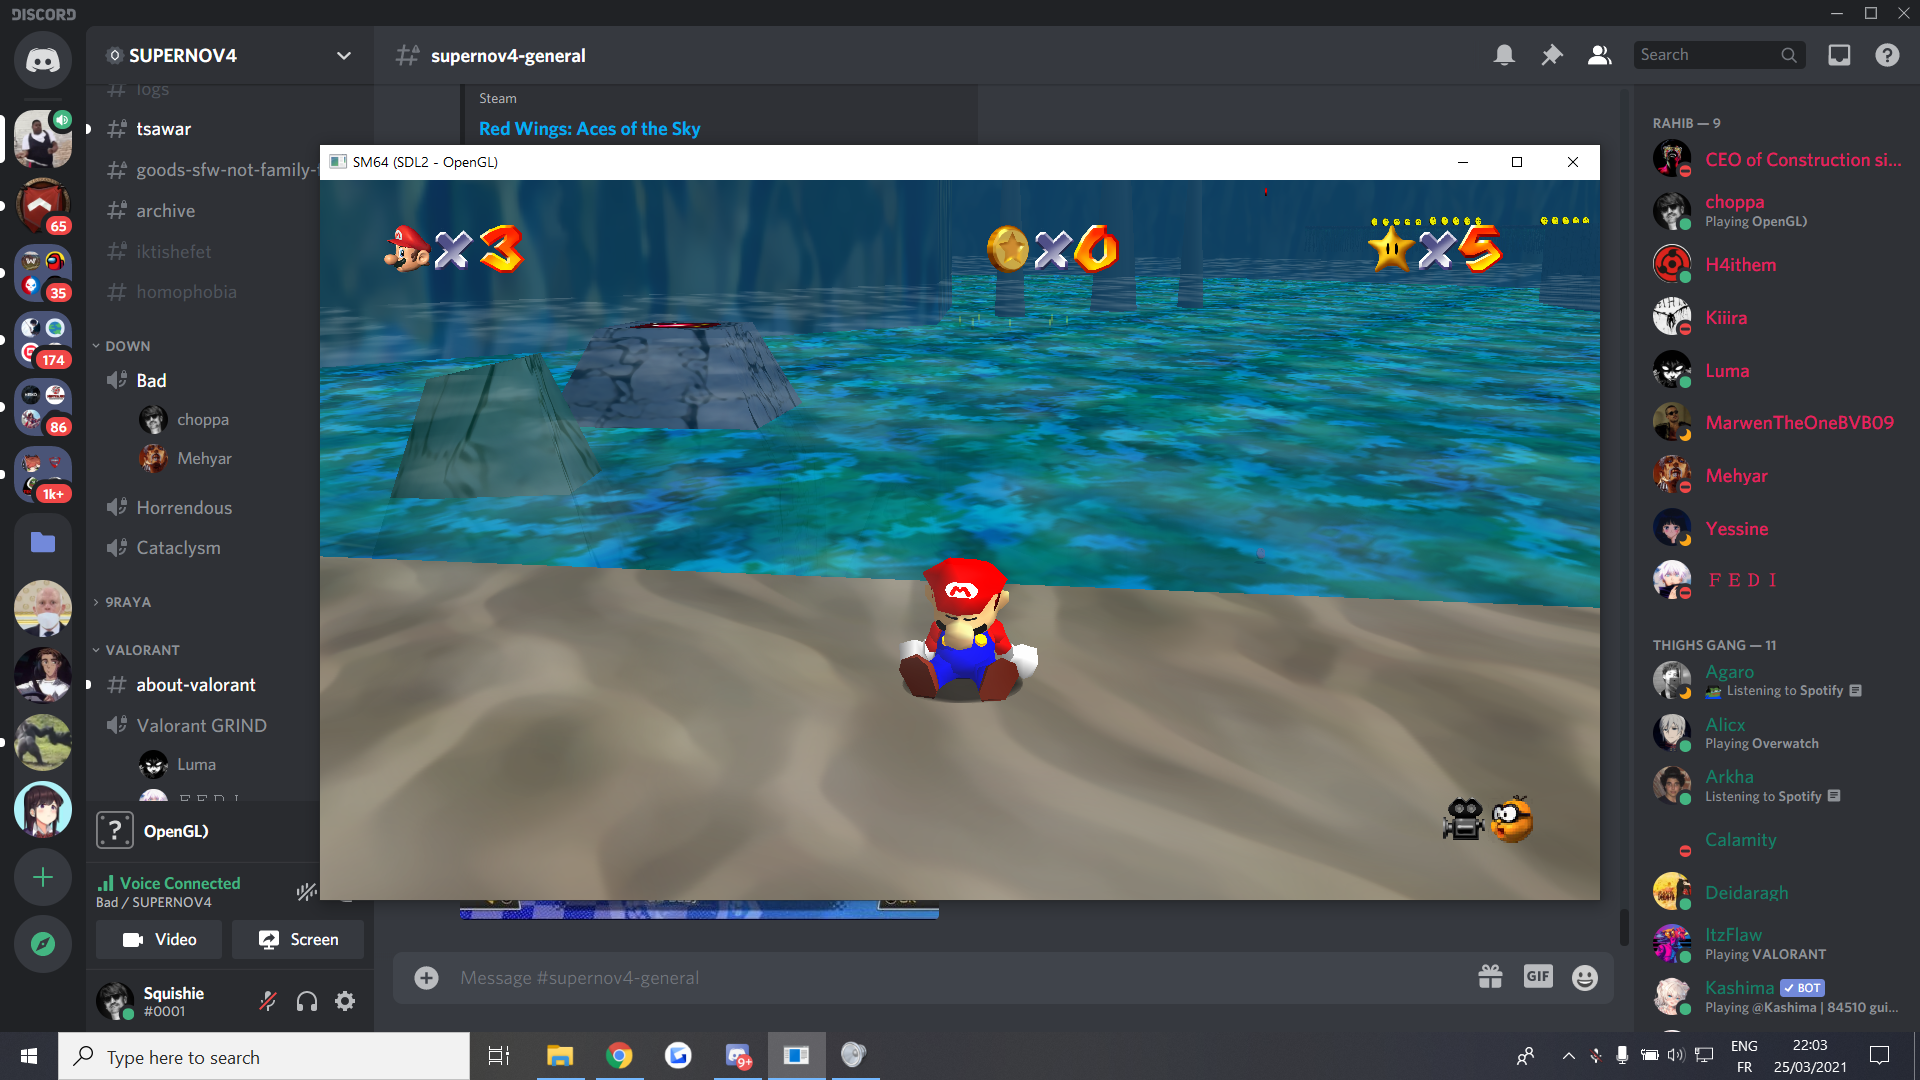 DISCORD
SUPERNOV4
supernov4-general
Search
logs
tsawar
goods-sfw-not-family-
archive
iktishefet
homophobia
DOWN
Bad
choppa
Mehyar
Horrendous
Cataclysm
9RAYA
VALORANT
about-valorant
Valorant GRIND
Luma
F E D I
OpenGL)
Voice Connected
Bad / SUPERNOV4
Video
Screen
Squishie
#0001
65
35
174
86
1k+
Steam
Red Wings: Aces of the Sky
SM64 (SDL2 - OpenGL)
X 3
X 0
X 5
M
Message #supernov4-general
GIF
RAHIB — 9
CEO of Construction si...
choppa
Playing OpenGL)
H4ithem
Kiiira
Luma
MarwenTheOneBVB09
Mehyar
Yessine
F E D I
THIGHS GANG — 11
Agaro
Listening to Spotify
Alicx
Playing Overwatch
Arkha
Listening to Spotify
Calamity
Deidaragh
ItzFlaw
Playing VALORANT
Kashima BOT
Playing @Kashima | 84510 gui...
Type here to search
9+
ENG
FR
22:03
25/03/2021